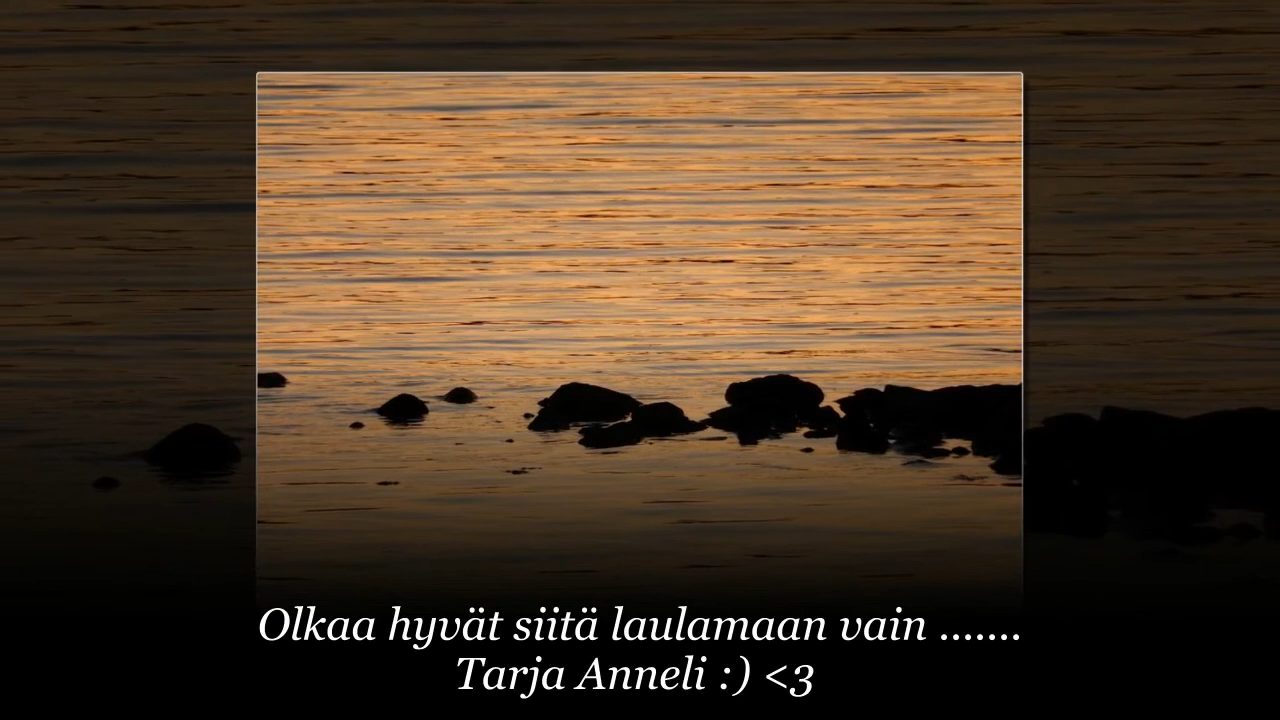 Olkaa hyvät siitä laulamaan vain .......
Tarja Anneli :) <3